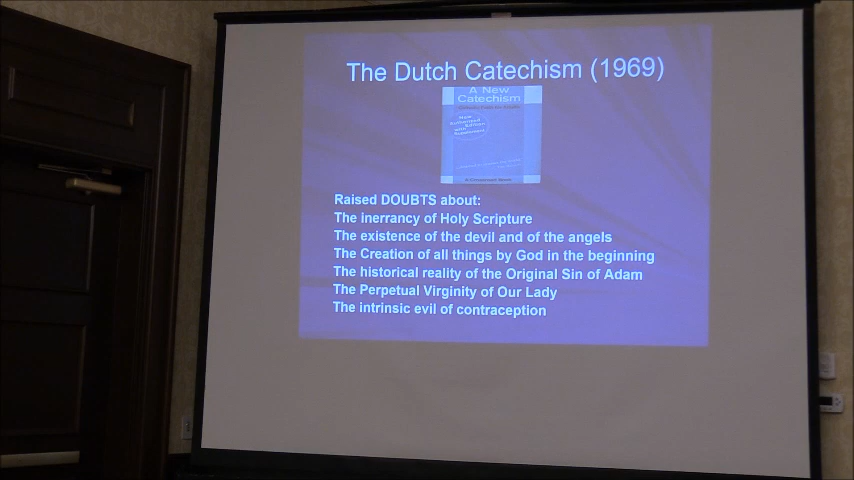 The Dutch Catechism (1969)
A New
Catechism
Raised DOUBTS about:
The inerrancy of Holy Scripture
The existence of the devil and of the angels
The Creation of all things by God in the beginning
The historical reality of the Original Sin of Adam
The Perpetual Virginity of Our Lady
The intrinsic evil of contraception